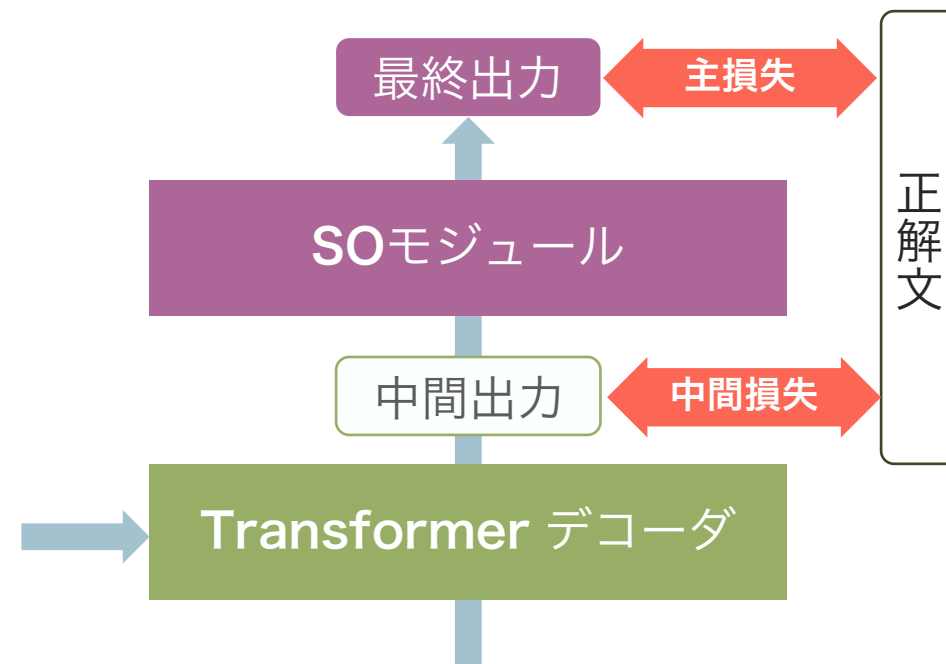 最終出力
主損失
SOモジュール
正解文
中間出力
中間損失
Transformer デコーダ